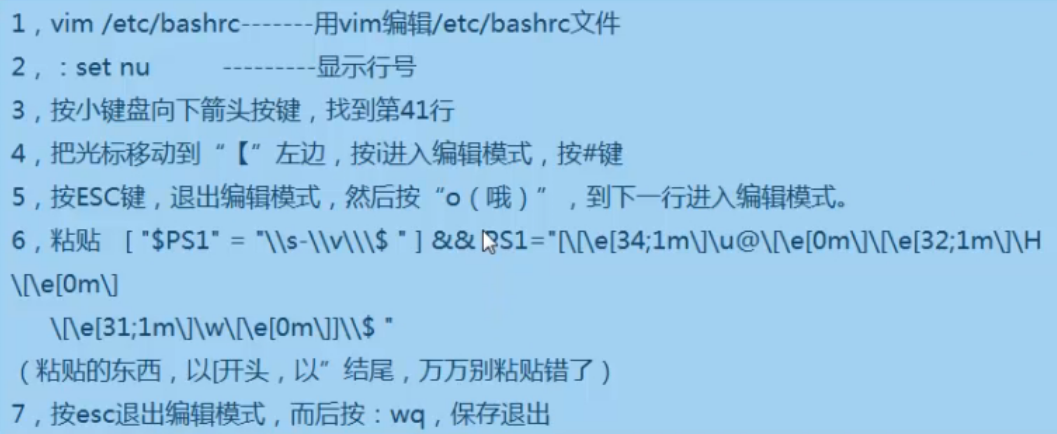 1，vim /etc/bashrc-------用vim编辑/etc/bashrc文件
2，：set nu ---------显示行号
3，按小键盘向下箭头按键，找到第41行
4，把光标移动到“【”左边，按i进入编辑模式，按#键
5，按ESC键，退出编辑模式，然后按“o（哦）”，到下一行进入编辑模式。
6，粘贴 [ "$PS1" = "\\s-\\v\\\$ " ] && PS1="[\[\e[34;1m\]\u@\[\e[0m\]\[\e[32;1m\]\H
\[\e[0m\]
\[\e[31;1m\]\w\[\e[0m\]]\\$ "
（粘贴的东西，以[开头，以”结尾，万万别粘贴错了）
7，按esc退出编辑模式，而后按：wq，保存退出